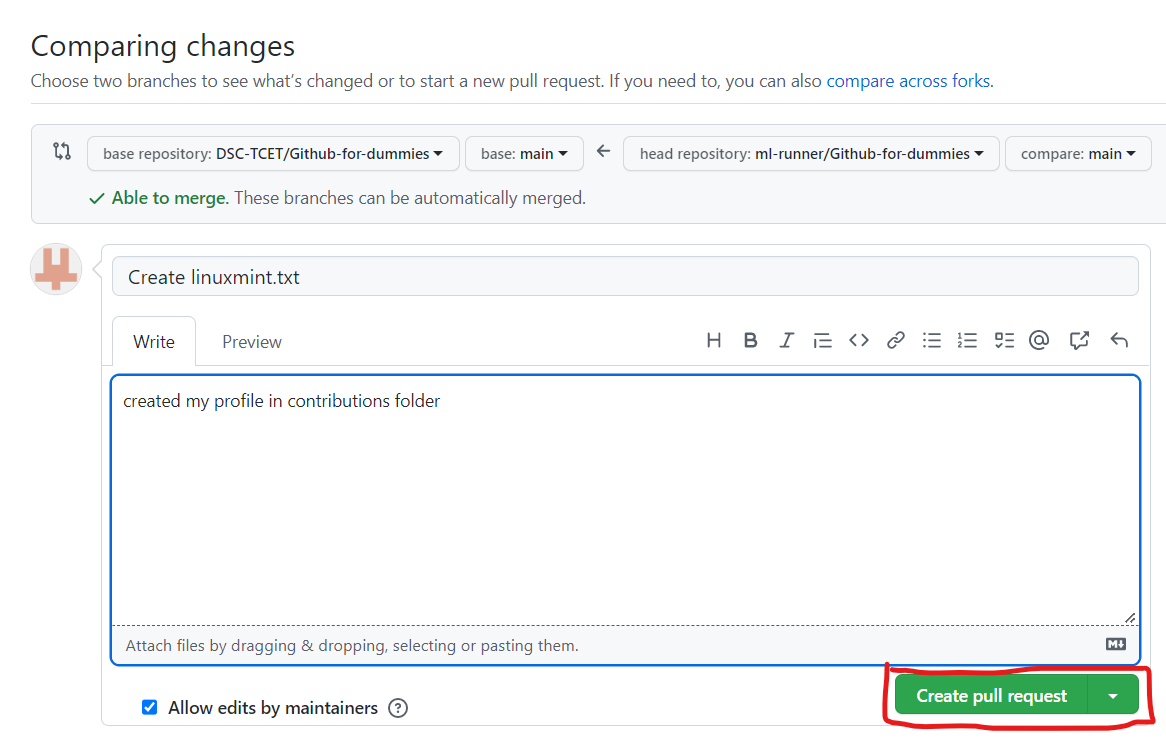 Comparing changes
Choose two branches to see what’s changed or to start a new pull request. If you need to, you can also compare across forks.
base repository: DSC-TCET/Github-for-dummies base: main head repository: ml-runner/Github-for-dummies compare: main
Able to merge. These branches can be automatically merged.
Create linuxmint.txt
Write Preview
created my profile in contributions folder
Attach files by dragging & dropping, selecting or pasting them.
Allow edits by maintainers
Create pull request